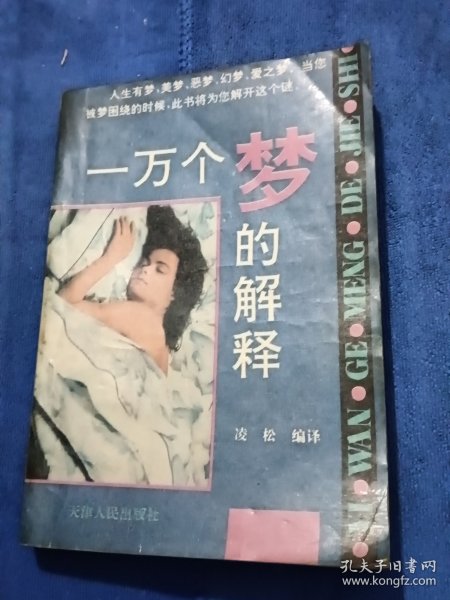 人生有梦,美梦、恶梦、幻梦、爱之梦,当您
被梦困绕的时候,此书将为您解开这个谜.
一万个梦
的解释
凌松 编译
天津人民出版社
YI·WAN·GE·MENG·DE·JIE·SHI
孔夫子旧书网
www.kongfz.com